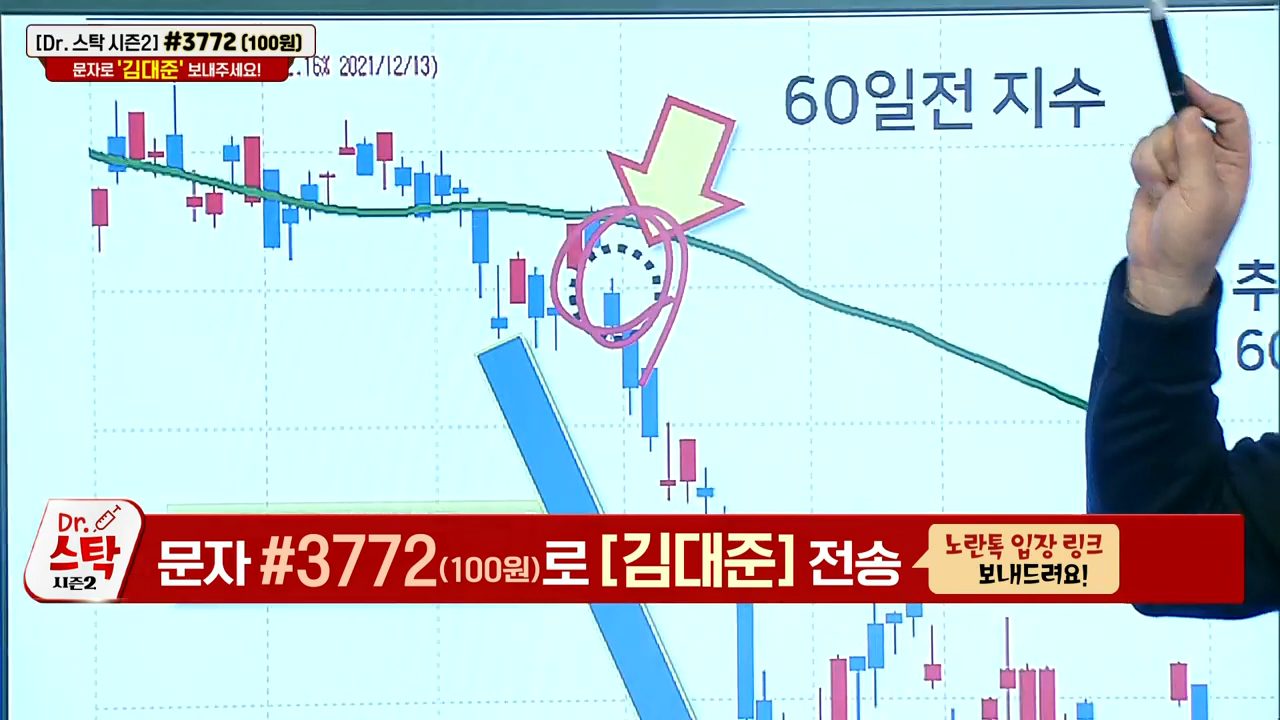 [Dr. 스탁 시즌2] #3772 (100원)
문자로 '김대준' 보내주세요!
.16% 2021/12/13)
60일전 지수
추
60
Dr.
스탁
시즌2
문자 #3772(100원)로 [김대준] 전송
노란톡 입장 링크
보내드려요!